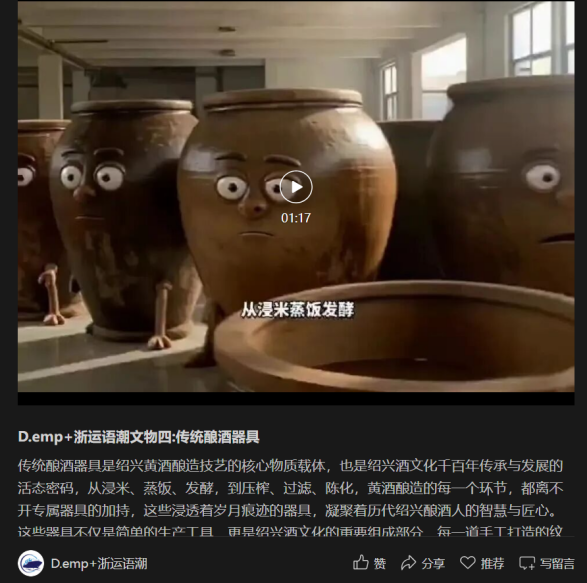 01:17
从浸米蒸饭发酵
D.emp+浙运语潮文物四:传统酿酒器具
传统酿酒器具是绍兴黄酒酿造技艺的核心物质载体，也是绍兴酒文化千百年传承与发展的
活态密码，从浸米、蒸饭、发酵，到压榨、过滤、陈化，黄酒酿造的每一个环节，都离不
开专属器具的加持，这些浸透着岁月痕迹的器具，凝聚着历代绍兴酿酒人的智慧与匠心。
这些器具不仅是简单的生产工具，更是绍兴酒文化的重要组成部分，每一道手工打造的纹
D.emp+浙运语潮
赞
分享
推荐
写留言